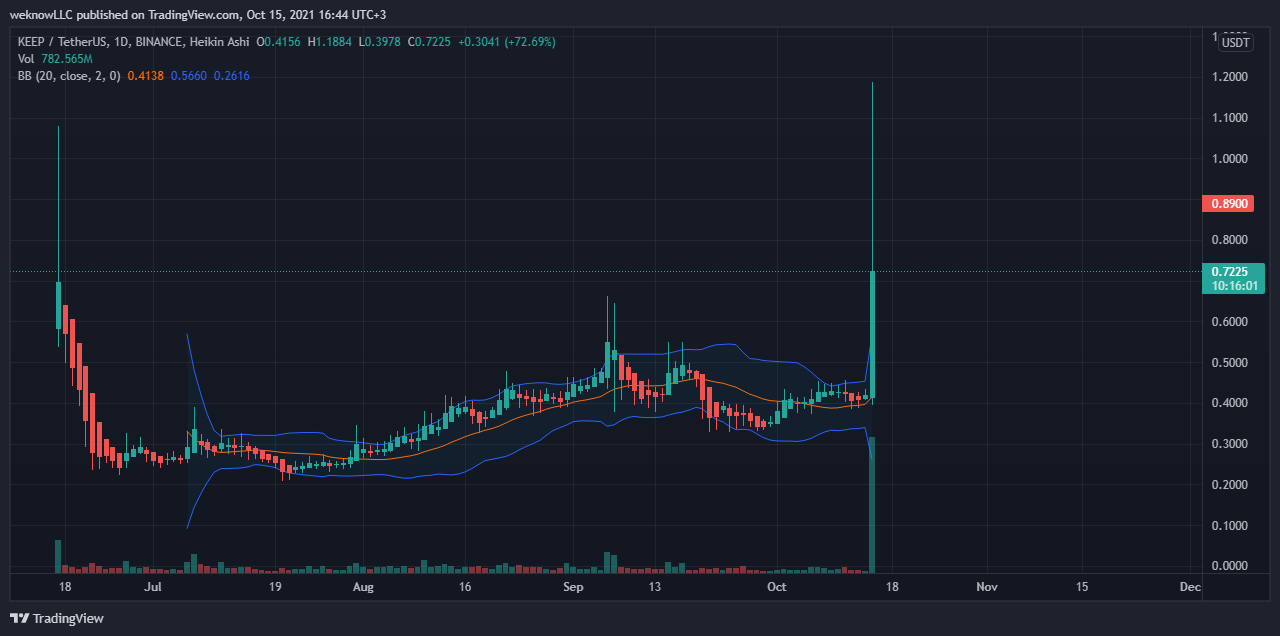 weknowLLC published on TradingView.com, Oct 15, 2021 16:44 UTC+3
KEEP / TetherUS, 1D, BINANCE, Heikin Ashi O0.4156 H1.1884 L0.3978 C0.7225 +0.3041 (+72.69%)
Vol 782.565M
BB (20, close, 2, 0) 0.4138 0.5660 0.2616
USDT
1.2000
1.1000
1.0000
0.8900
0.8000
0.7225
10:16:01
0.6000
0.5000
0.4000
0.3000
0.2000
0.1000
0.0000
18 Jul 19 Aug 16 Sep 13 Oct 18 Nov 15 Dec
TradingView